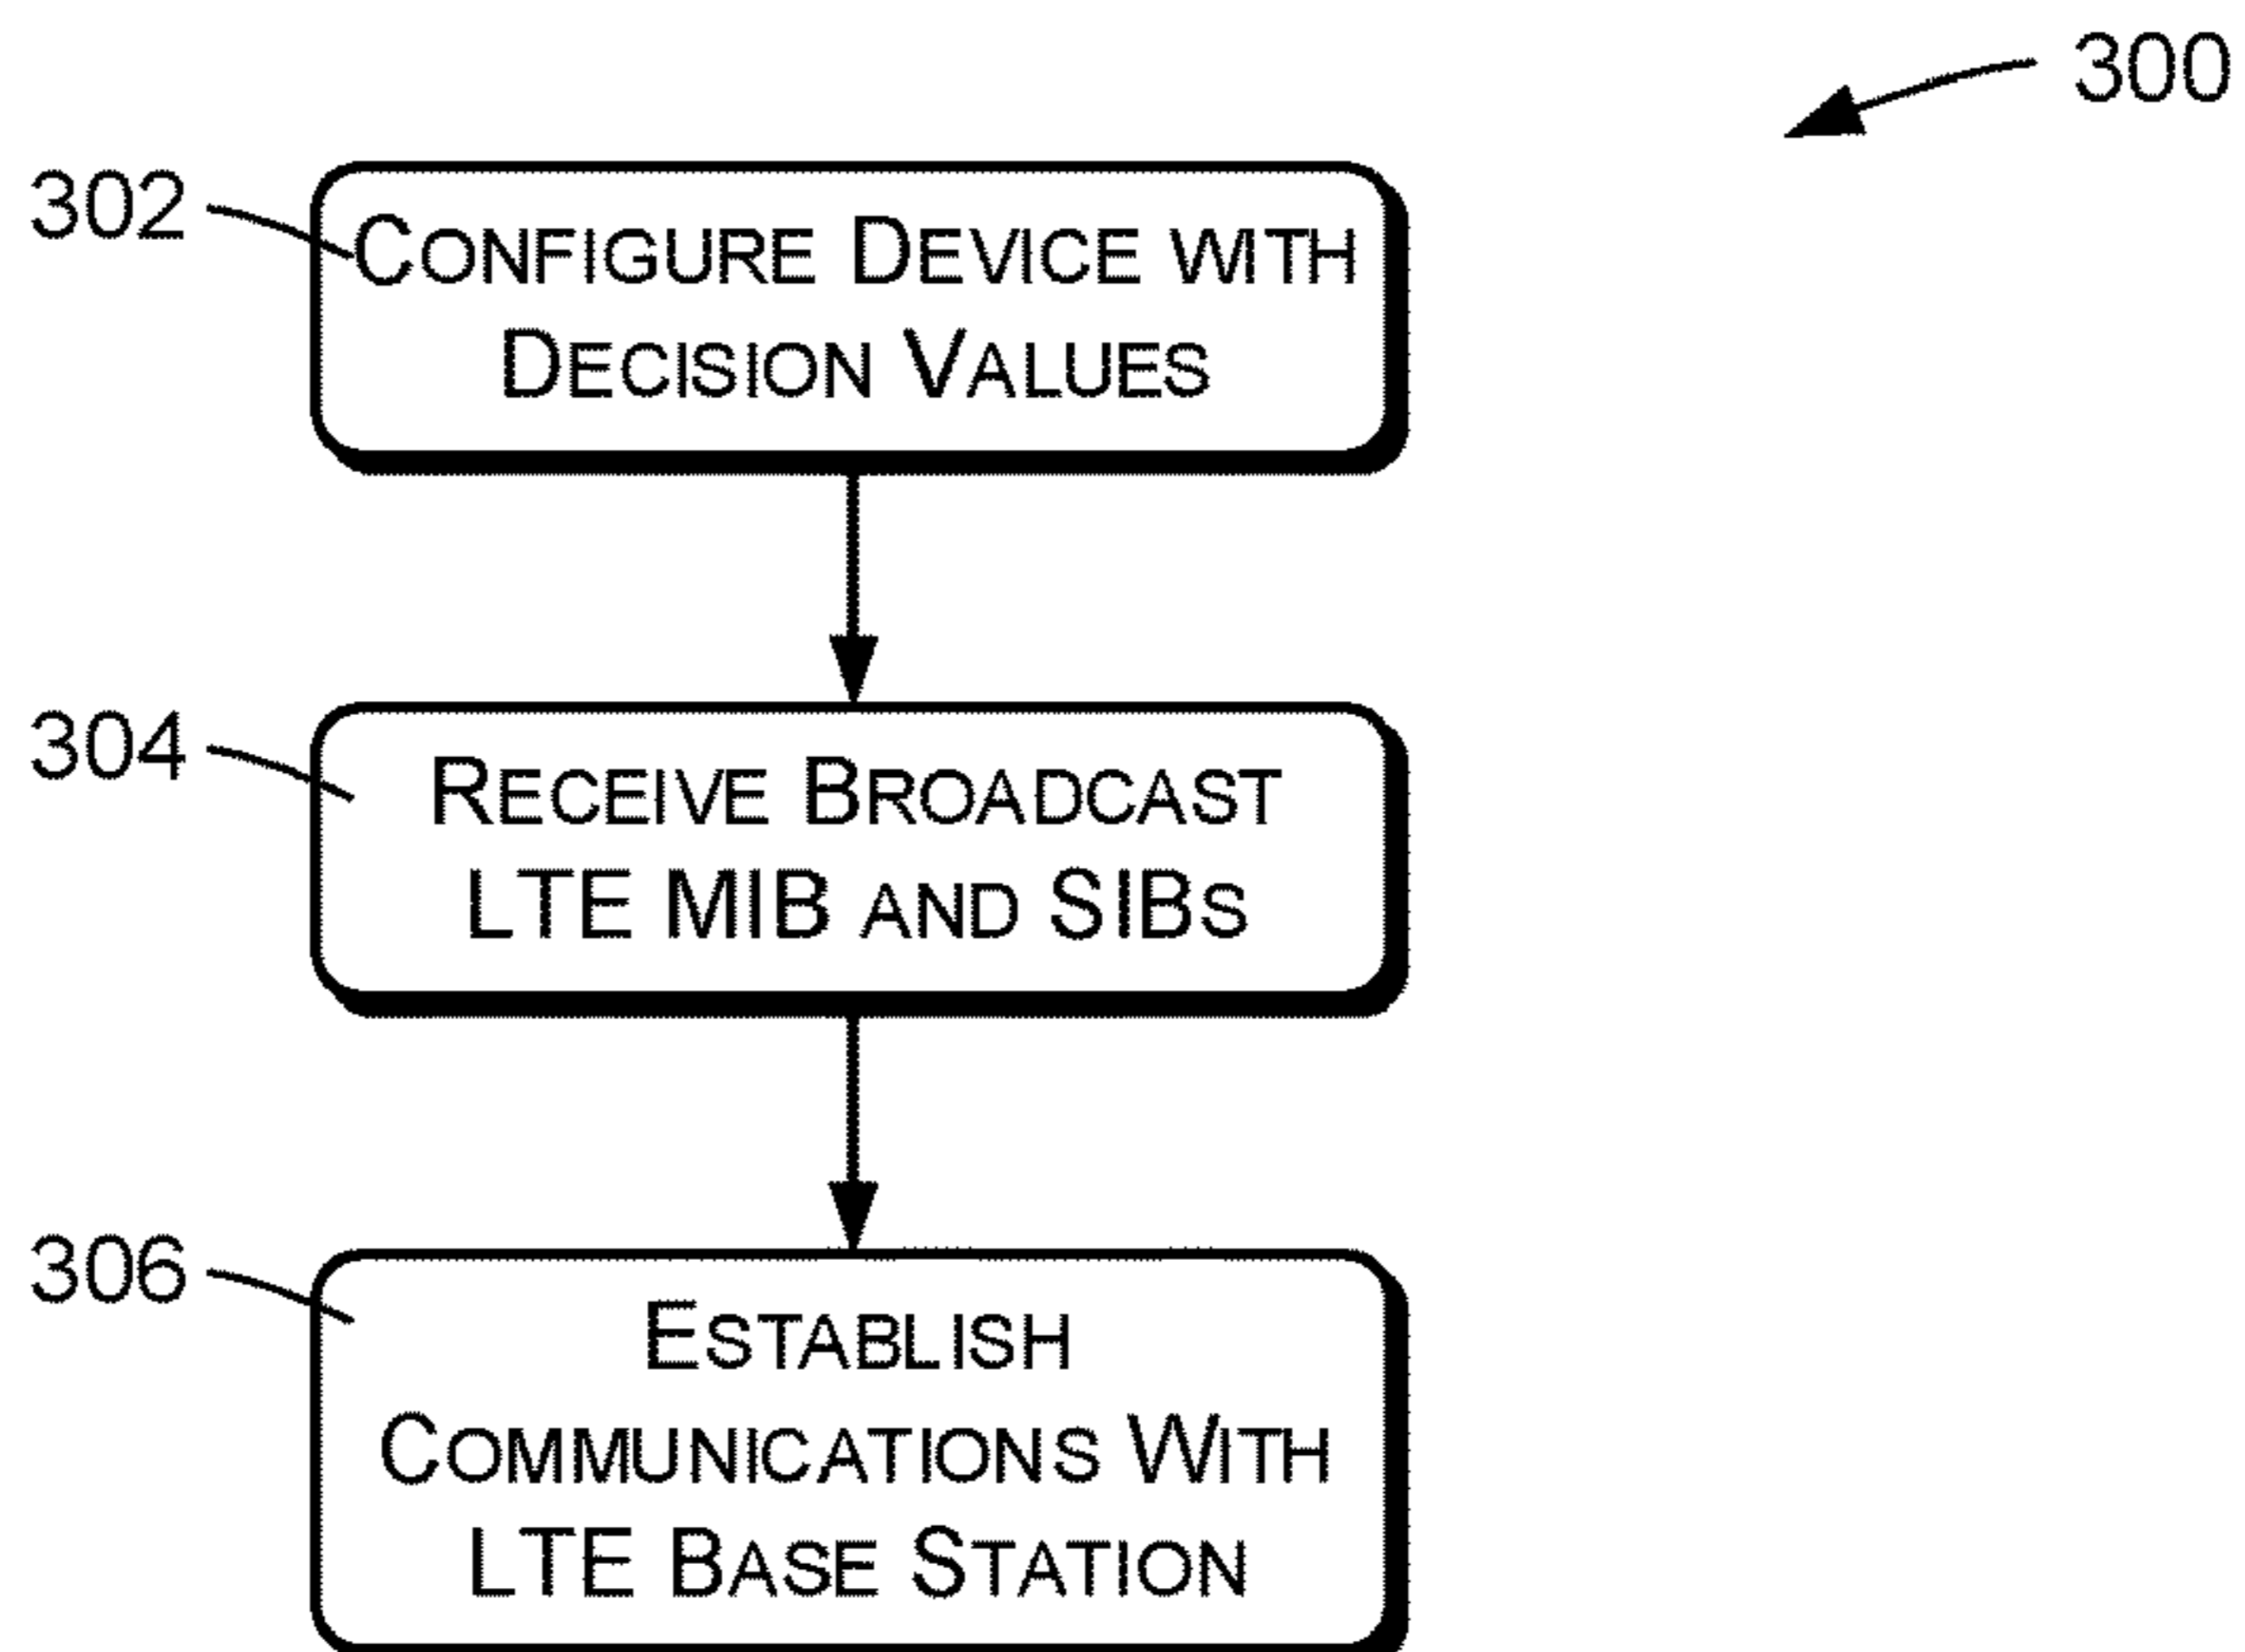 300
302
CONFIGURE DEVICE WITH
DECISION VALUES
304
RECEIVE BROADCAST
LTE MIB AND SIBS
306
ESTABLISH
COMMUNICATIONS WITH
LTE BASE STATION